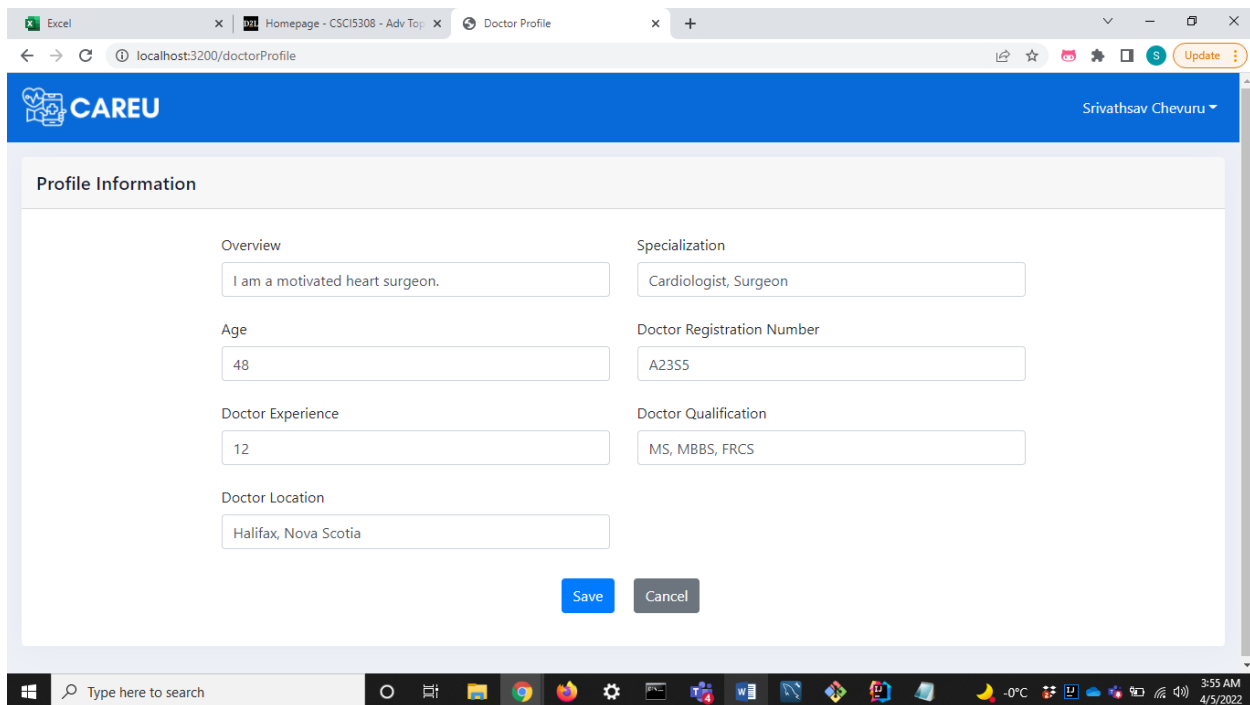 Excel
D2L Homepage - CSCI5308 - Adv Top
Doctor Profile
localhost:3200/doctorProfile
S
Update
CAREU
Srivathsav Chevuru
Profile Information
Overview
Specialization
I am a motivated heart surgeon.
Cardiologist, Surgeon
Age
Doctor Registration Number
48
A23S5
Doctor Experience
Doctor Qualification
12
MS, MBBS, FRCS
Doctor Location
Halifax, Nova Scotia
Save
Cancel
Type here to search
-0°C
3:55 AM
4/5/2022